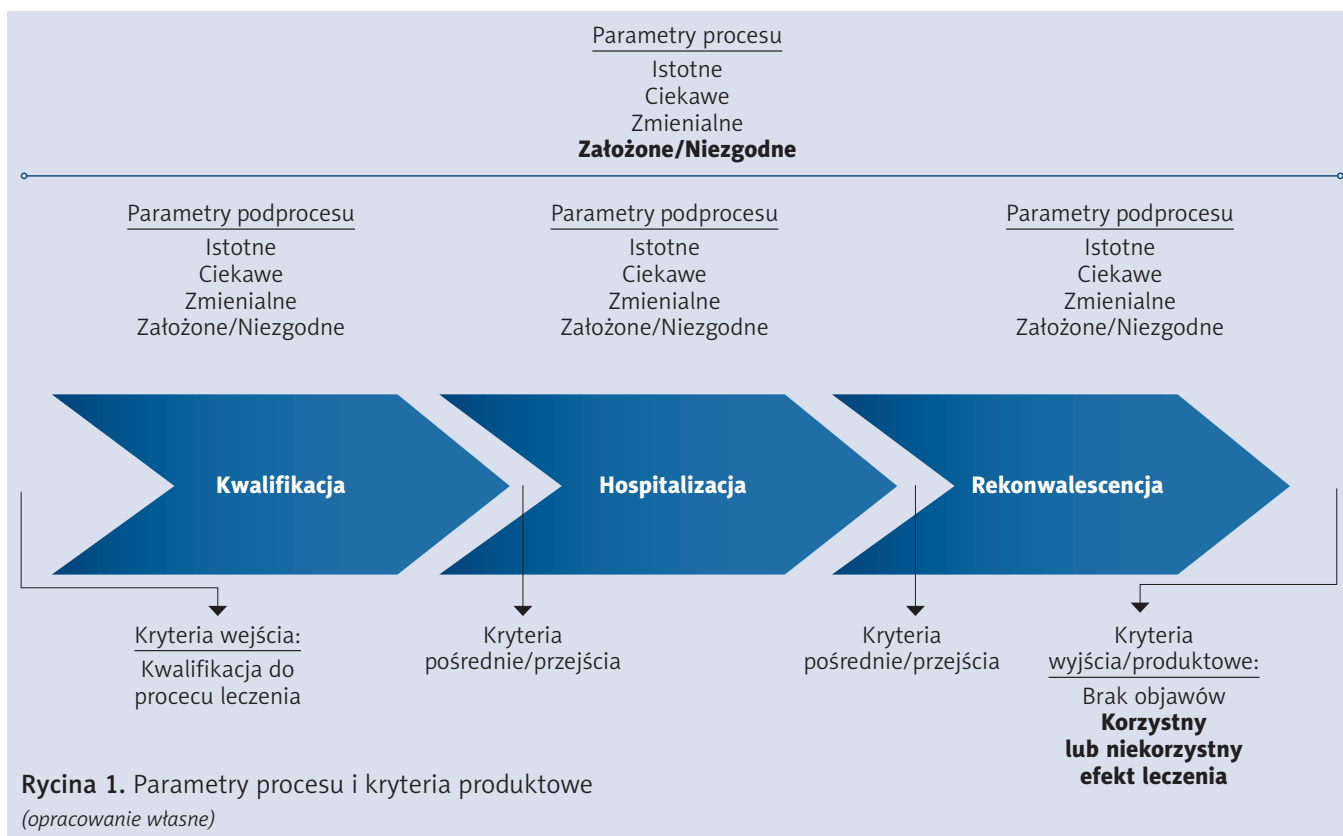 Parametry procesu
Istotne
Ciekawe
Zmienialne
Założone/Niezgodne
Parametry podprocesu
Istotne
Ciekawe
Zmienialne
Założone/Niezgodne
Parametry podprocesu
Istotne
Ciekawe
Zmienialne
Założone/Niezgodne
Parametry podprocesu
Istotne
Ciekawe
Zmienialne
Założone/Niezgodne
Kwalifikacja
Hospitalizacja
Rekonwalescencja
Kryteria wejścia:
Kwalifikacja do
procecu leczenia
Kryteria
pośrednie/przejścia
Kryteria
pośrednie/przejścia
Kryteria
wyjścia/produktowe:
Brak objawów
Korzystny
lub niekorzystny
efekt leczenia
Rycina 1. Parametry procesu i kryteria produktowe
(opracowanie własne)